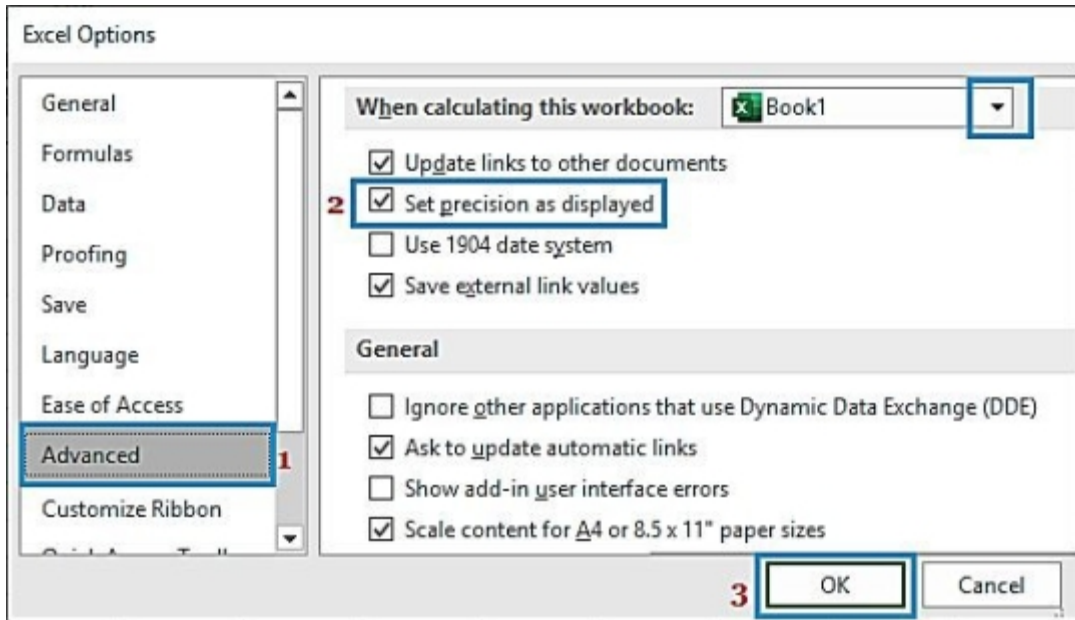 Excel Options
General
Formulas
Data
Proofing
Save
Language
Ease of Access
Advanced
1
Customize Ribbon
When calculating this workbook: Book1
Update links to other documents
2 Set precision as displayed
Use 1904 date system
Save external link values
General
Ignore other applications that use Dynamic Data Exchange (DDE)
Ask to update automatic links
Show add-in user interface errors
Scale content for A4 or 8.5 x 11" paper sizes
3 OK Cancel